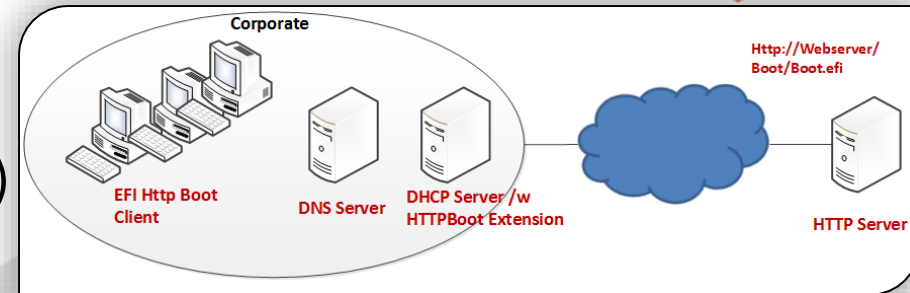 Corporate
Http://Webserver/
Boot/Boot.efi
EFI Http Boot
Client
DNS Server
DHCP Server /w
HTTPBoot Extension
HTTP Server